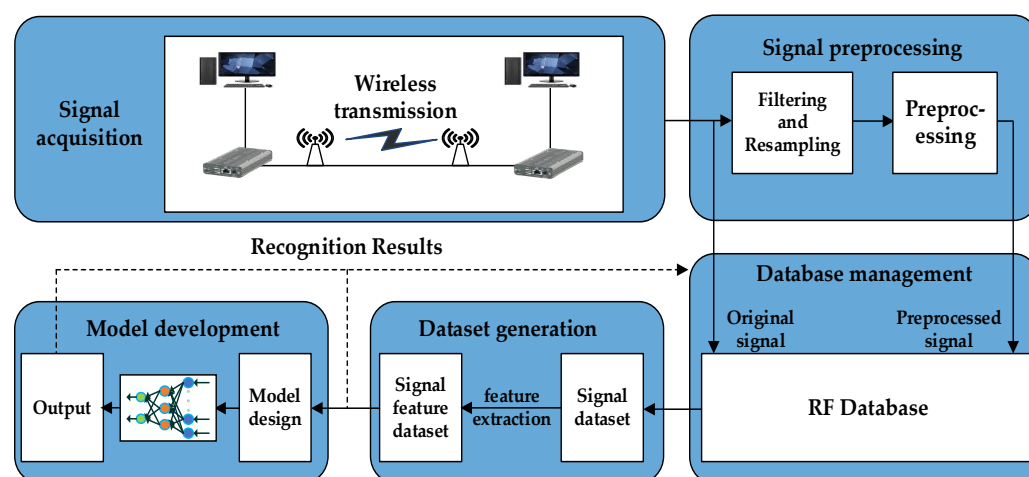 Signal
acquisition
Wireless
transmission
Signal preprocessing
Filtering
and
Resampling
Preproc-
essing
Recognition Results
Database management
Original
signal
Preprocessed
signal
RF Database
Model development
Output
Model
design
Dataset generation
Signal
feature
dataset
feature
extraction
Signal
dataset